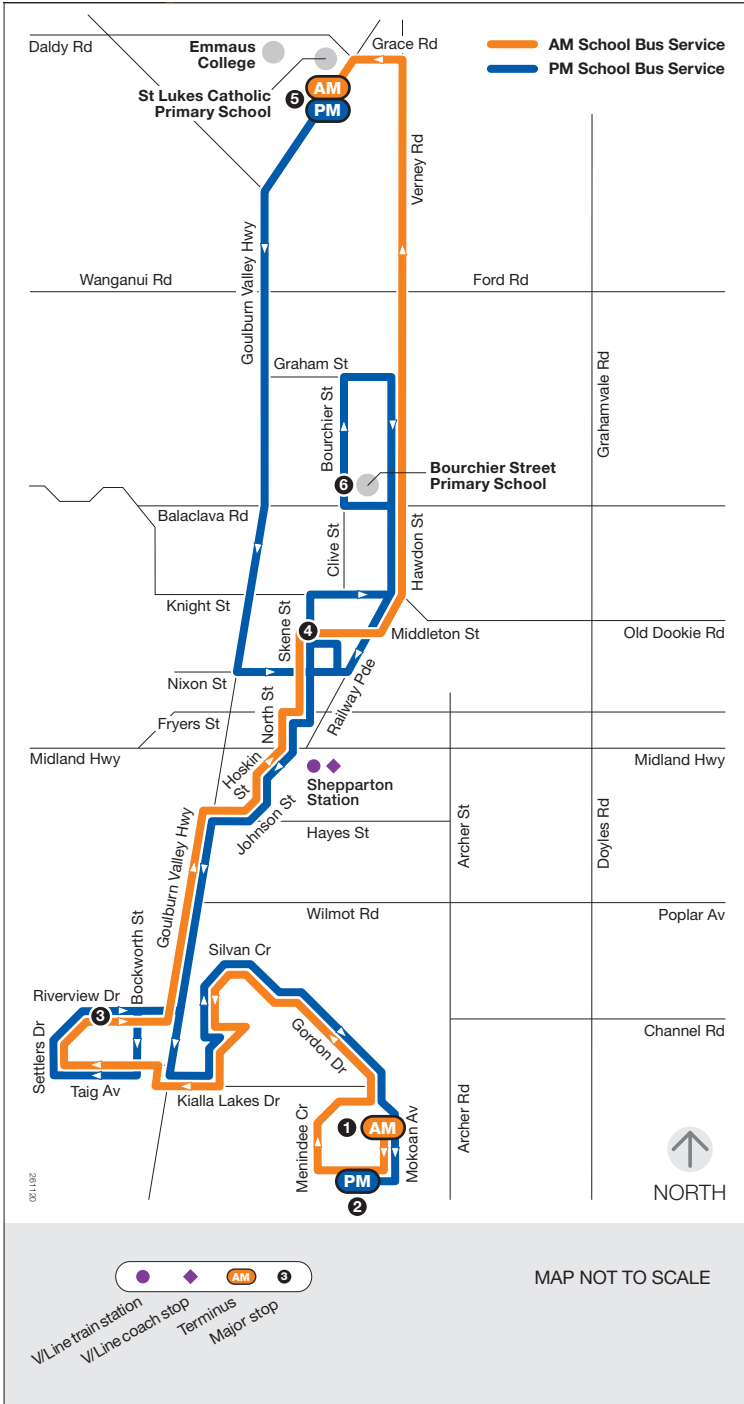 Daldy Rd
Emmaus
College
Grace Rd
AM School Bus Service
PM School Bus Service
St Lukes Catholic
Primary School
5
AM
PM
Verney Rd
Goulburn Valley Hwy
Wanganui Rd
Ford Rd
Graham St
Bourchier St
Grahamvale Rd
6
Bourchier Street
Primary School
Balaclava Rd
Clive St
Hawdon St
Knight St
Skene St
4
Middleton St
Old Dookie Rd
Nixon St
North St
Railway Pde
Fryers St
Midland Hwy
Midland Hwy
Hoskin
St
Shepparton
Station
Johnson St
Hayes St
Archer St
Doyles Rd
Goulburn Valley Hwy
Wilmot Rd
Poplar Av
Bockworth St
Silvan Cr
Riverview Dr
3
Settlers Dr
Gordon Dr
Channel Rd
Taig Av
Kialla Lakes Dr
Menindee Cr
1
AM
Mokoan Av
Archer Rd
PM
2
NORTH
261120
AM
3
V/Line train station
V/Line coach stop
Terminus
Major stop
MAP NOT TO SCALE